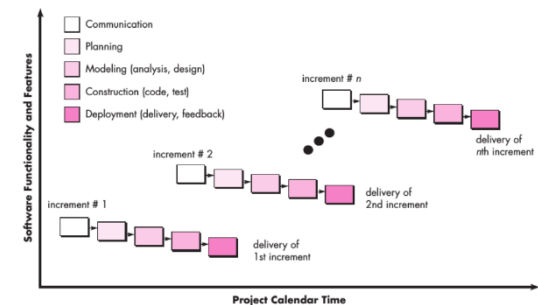 Communication
Planning
Modeling (analysis, design)
Construction (code, test)
Deployment (delivery, feedback)
increment # n
delivery of
nth increment
increment # 2
delivery of
2nd increment
increment # 1
delivery of
1st increment
Software Functionality and Features
Project Calendar Time